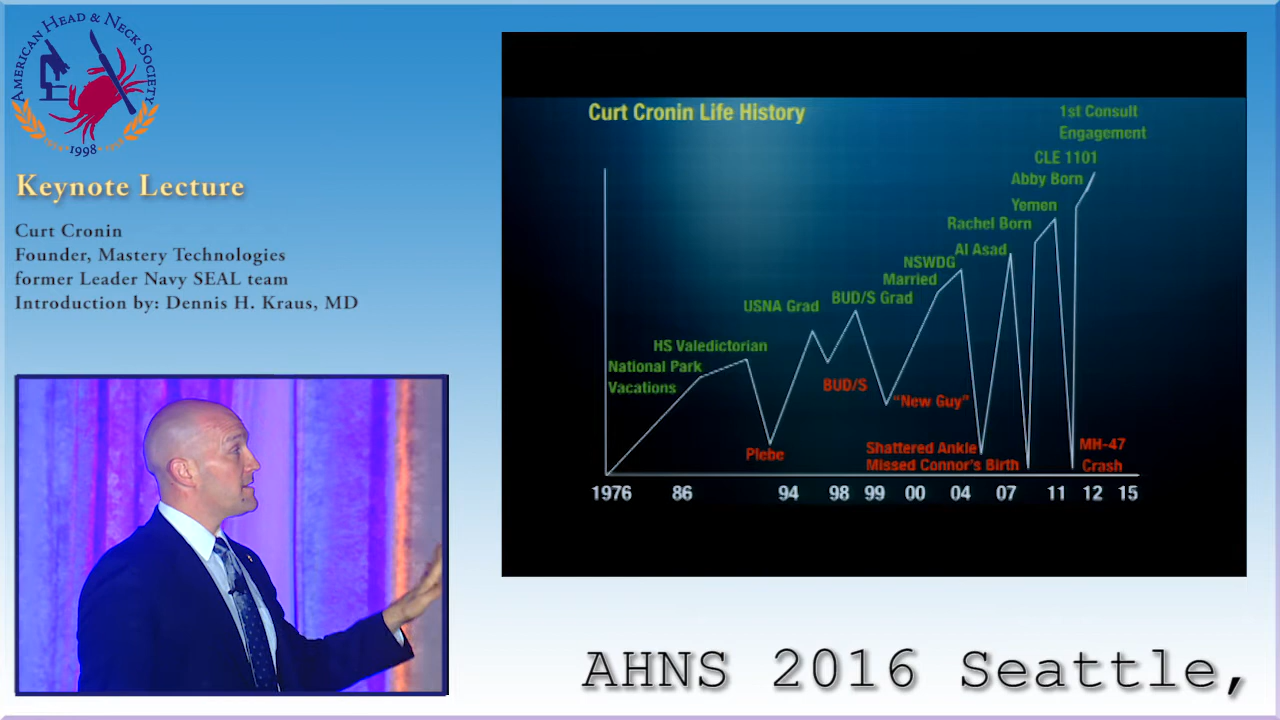 AMERICAN HEAD & NECK SOCIETY
1998
Keynote Lecture
Curt Cronin
Founder, Mastery Technologies
former Leader Navy SEAL team
Introduction by: Dennis H. Kraus, MD
Curt Cronin Life History
1st Consult
Engagement
CLE 1101
Abby Born
Yemen
Rachel Born
Al Asad
NSWDG
Married
BUD/S Grad
USNA Grad
HS Valedictorian
National Park
Vacations
BUD/S
"New Guy"
Plebe
Shattered Ankle
Missed Connor's Birth
MH-47
Crash
1976 86 94 98 99 00 04 07 11 12 15
AHNS 2016 Seattle,